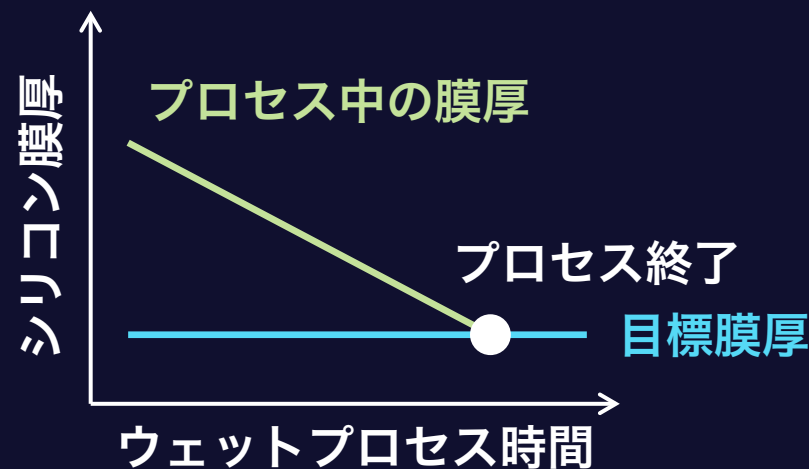 プロセス中の膜厚
シリコン膜厚
プロセス終了
目標膜厚
ウェットプロセス時間